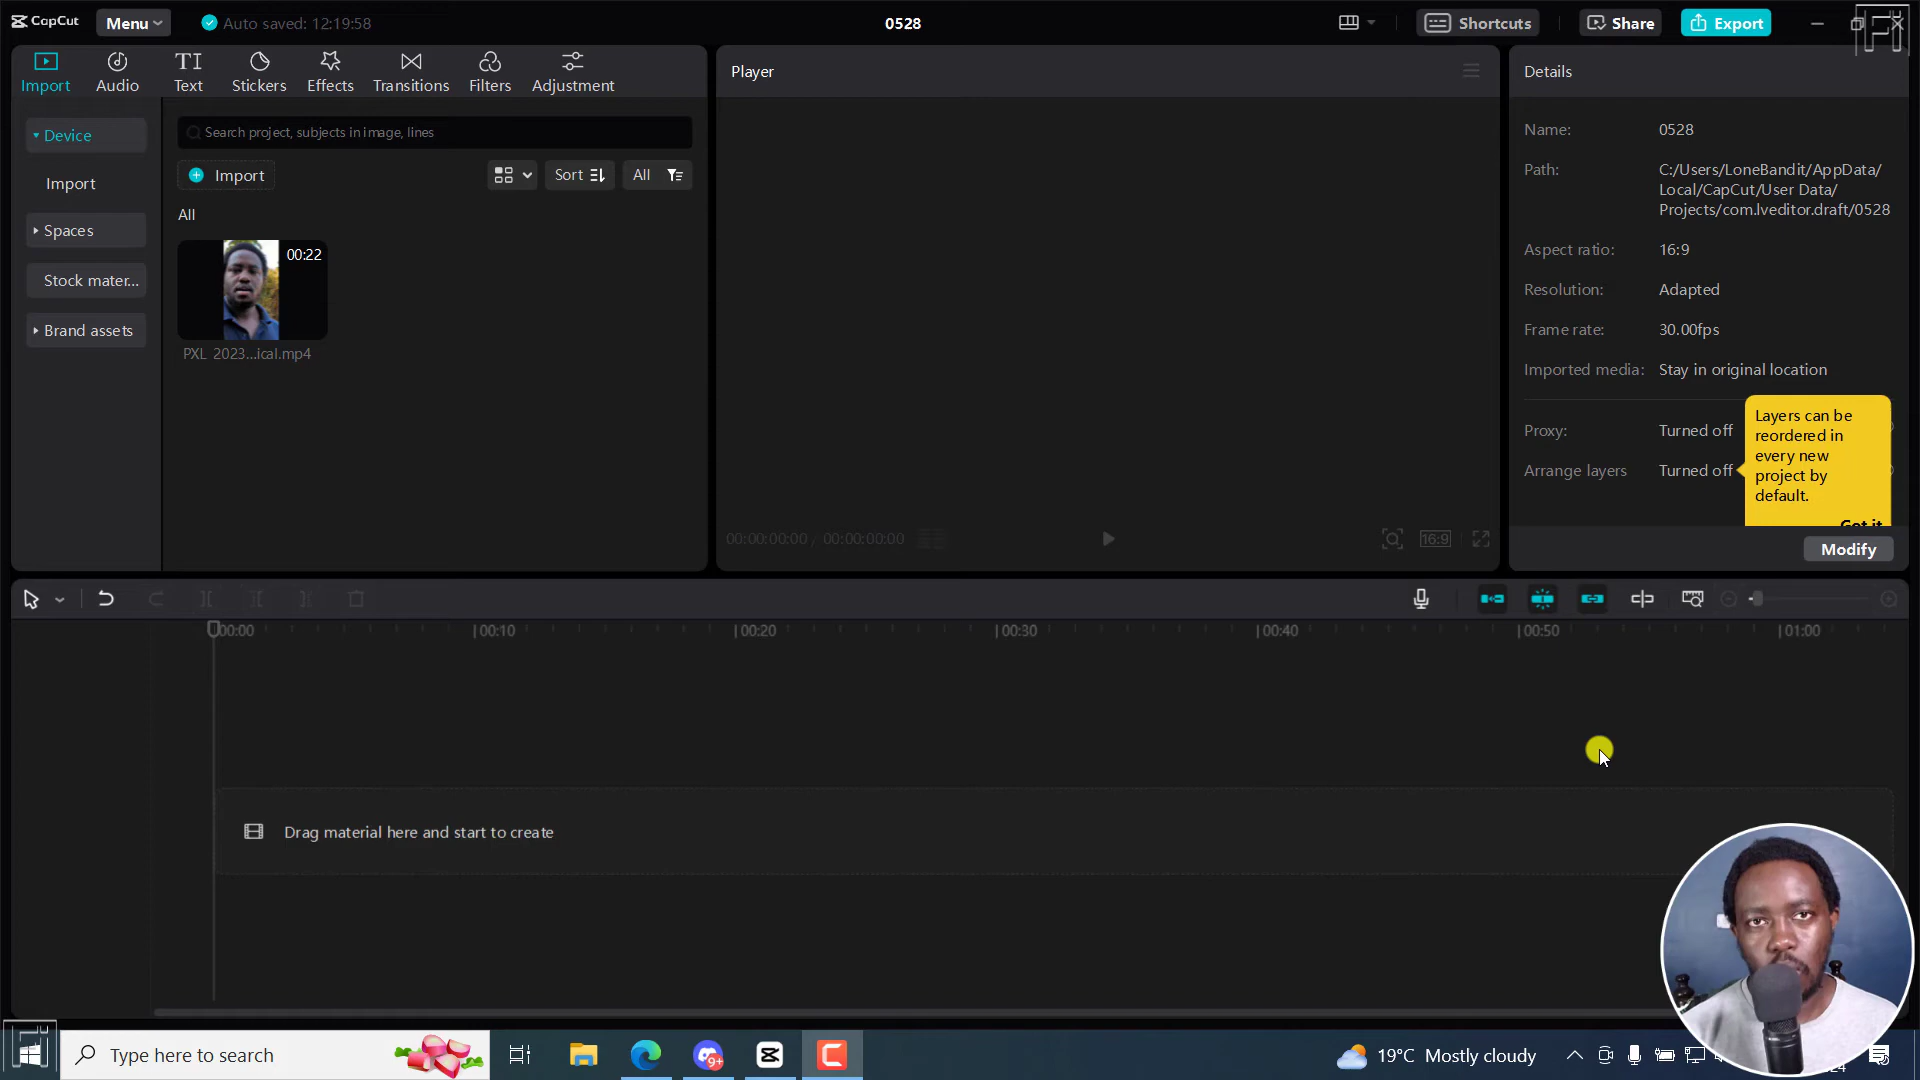 CapCut
Menu
Auto saved: 12:19:58
0528
Shortcuts
Share
Export
Import
Audio
TI
Text
Stickers
Effects
Transitions
Filters
Adjustment
Player
Details
Device
Import
Spaces
Stock mater...
Brand assets
Search project, subjects in image, lines
Import
Sort
All
All
00:22
PXL 2023...ical.mp4
00:00:00:00 / 00:00:00:00
16:9
Name: 0528
Path: C:/Users/LoneBandit/AppData/
Local/CapCut/User Data/
Projects/com.lveditor.draft/0528
Aspect ratio: 16:9
Resolution: Adapted
Frame rate: 30.00fps
Imported media: Stay in original location
Proxy: Turned off
Arrange layers Turned off
Layers can be
reordered in
every new
project by
default.
Got it
Modify
00:00
00:10
00:20
00:30
00:40
00:50
01:00
Drag material here and start to create
Type here to search
9+
19°C Mostly cloudy